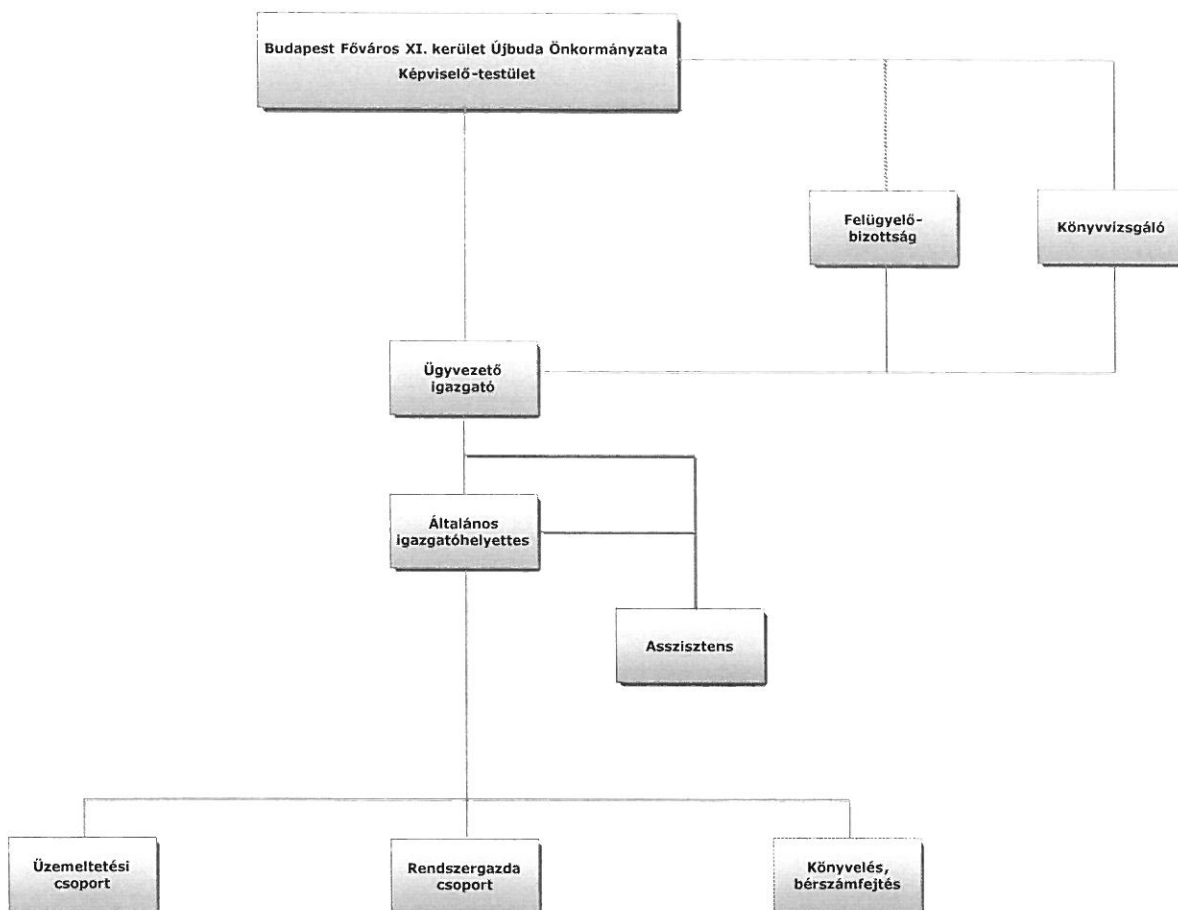 Budapest Főváros XI. kerület Újbuda Önkormányzata
Képviselő-testület
Felügyelő-
bizottság
Könyvvizsgáló
Ügyvezető
igazgató
Általános
igazgatóhelyettes
Asszisztens
Üzemeltetési
csoport
Rendszergazda
csoport
Könyvelés,
bérszámfejtés